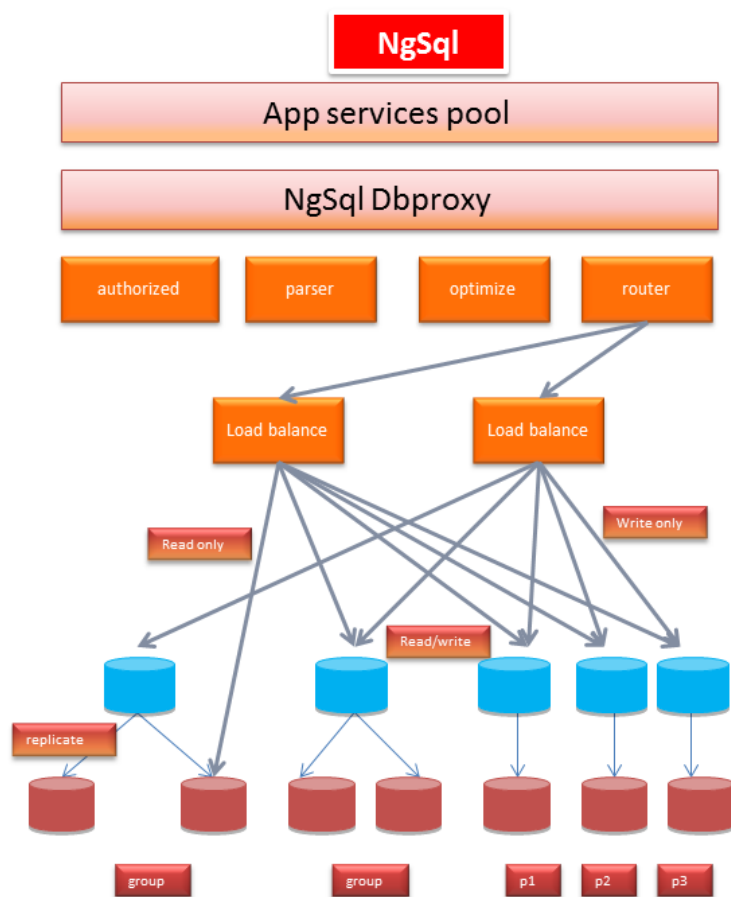 NgSql
App services pool
NgSql Dbproxy
authorized
parser
optimize
router
Load balance
Load balance
Read only
Write only
Read/write
replicate
group
group
p1
p2
p3